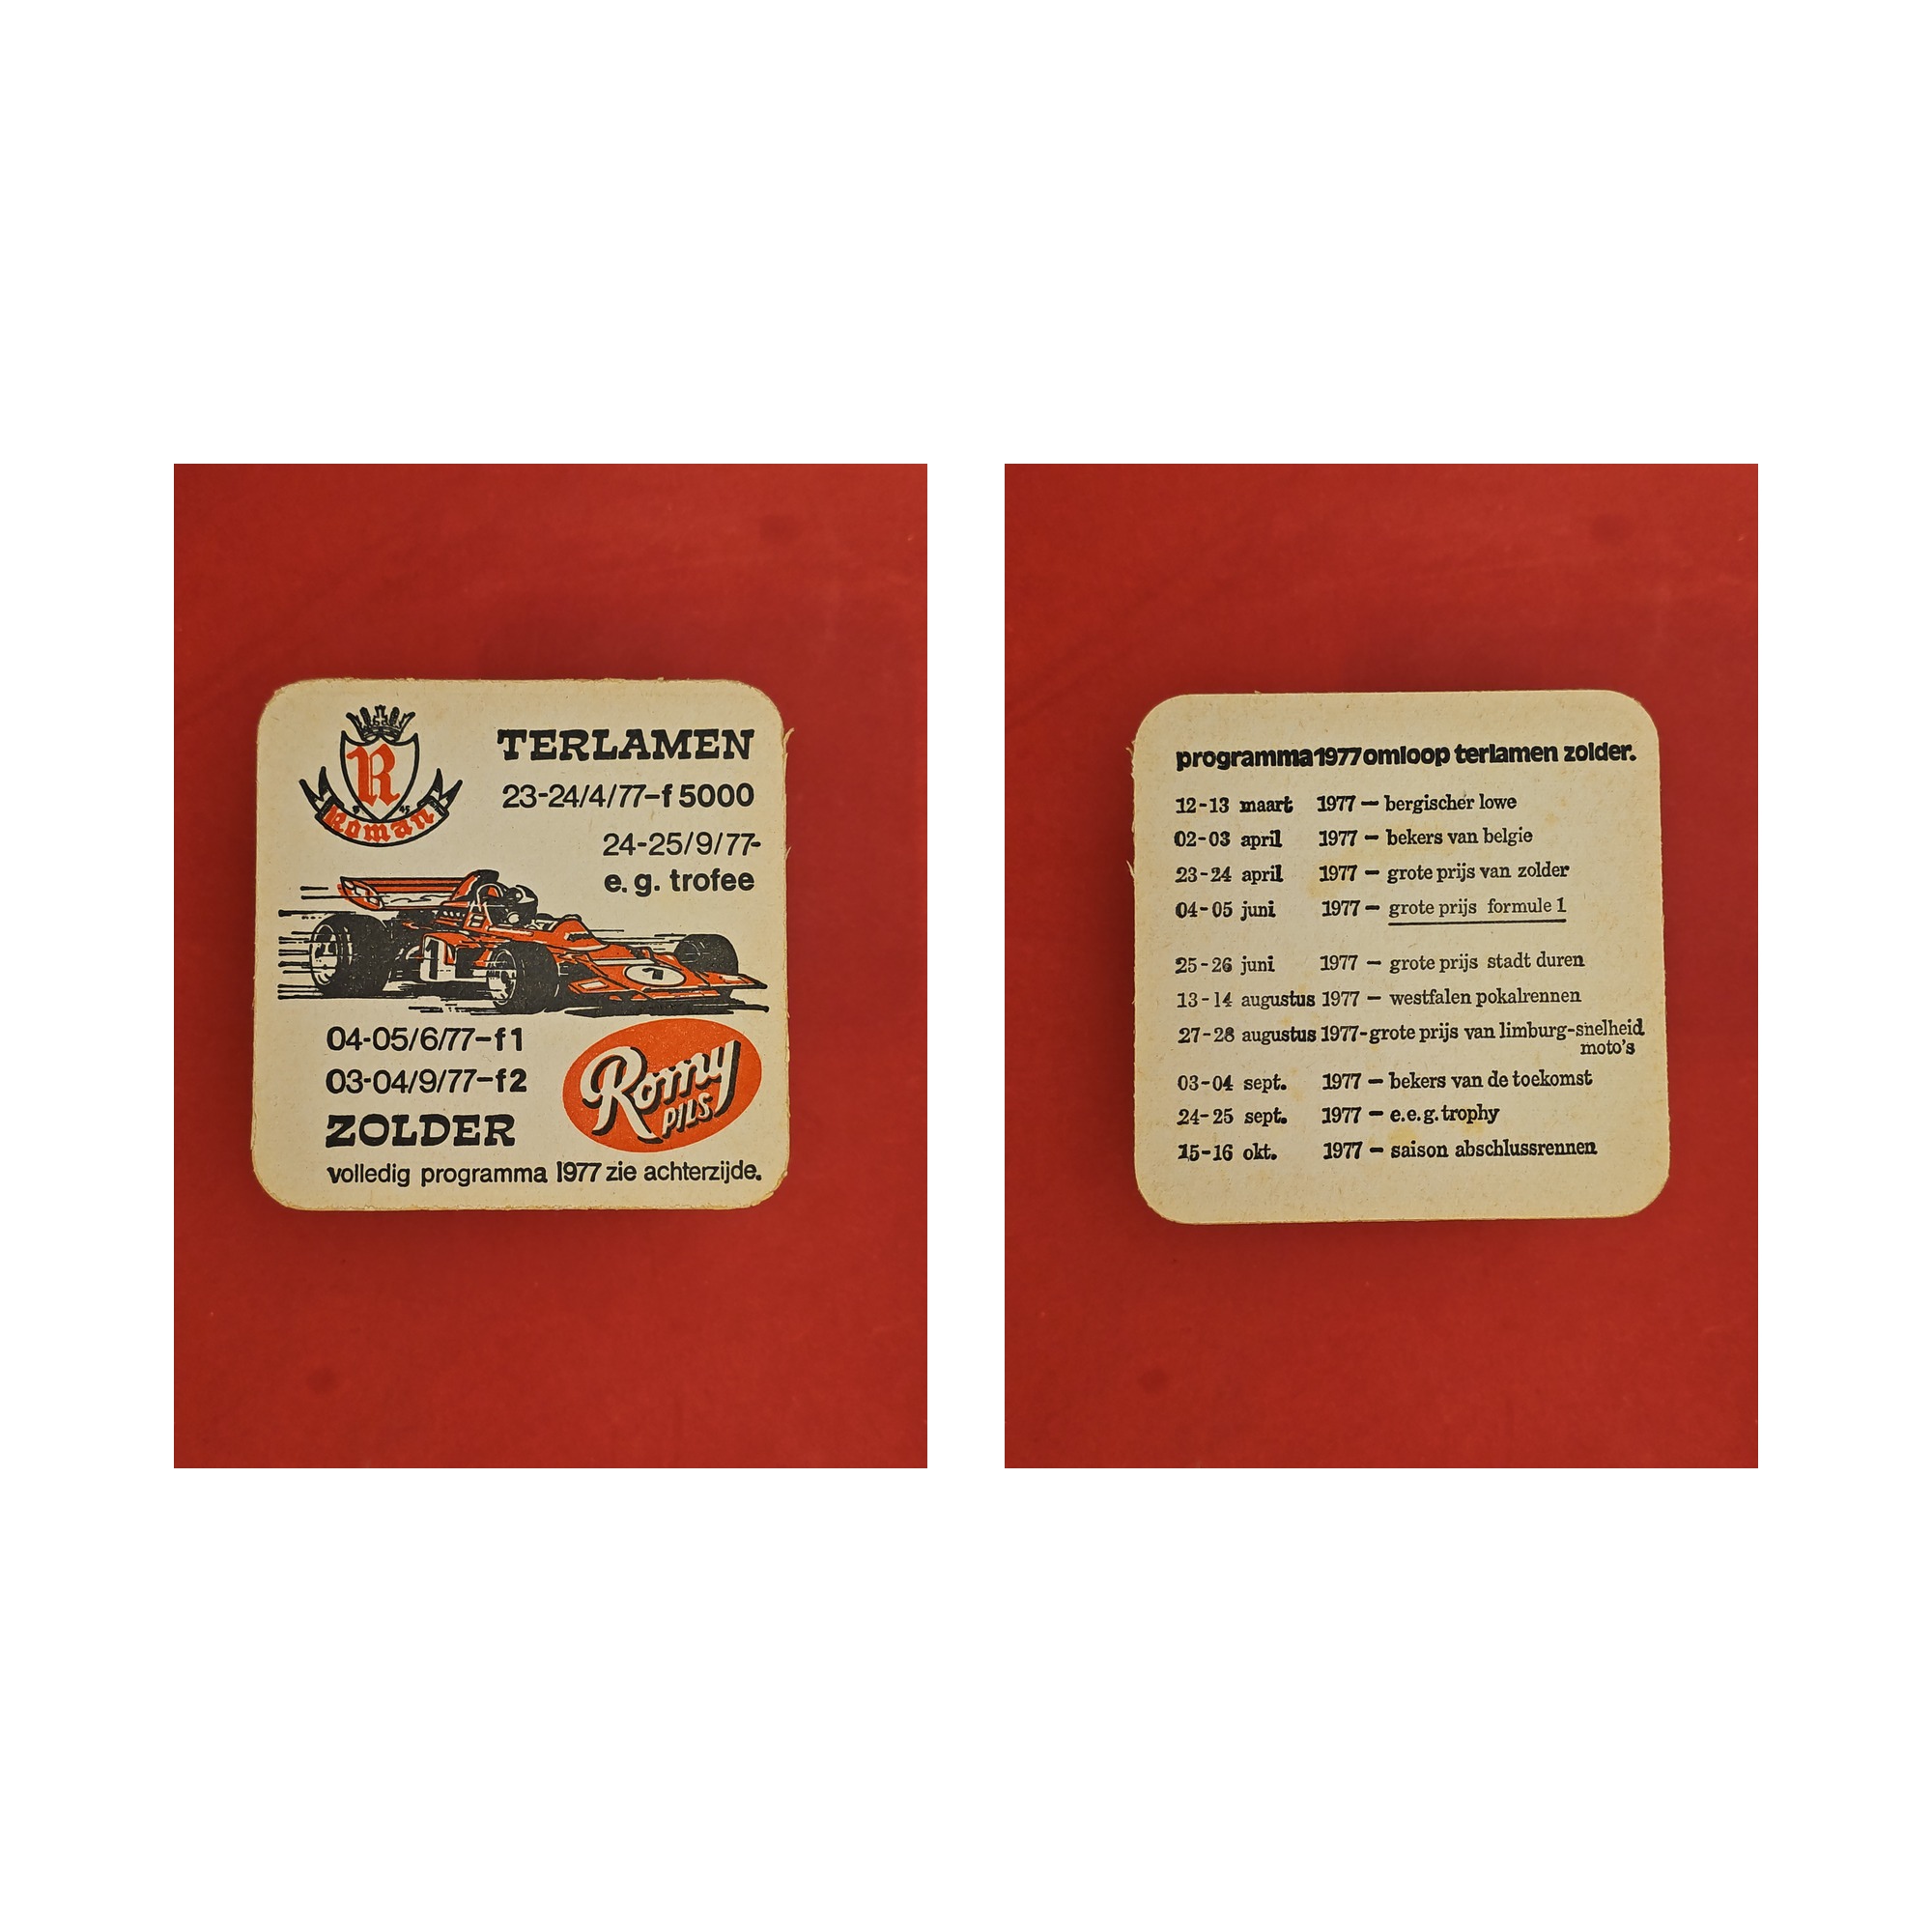 R
Roman
TERLAMEN
23-24/4/77-f 5000
24-25/9/77-
e. g. trofee
1
04-05/6/77-f1
03-04/9/77-f2
ZOLDER
Romy
PILS
volledig programma 1977 zie achterzijde.
programma 1977 omloop terlamen zolder.
12-13 maart 1977 - bergischer lowe
02-03 april 1977 - bekers van belgie
23-24 april 1977 - grote prijs van zolder
04-05 juni 1977 - grote prijs formule 1
25-26 juni 1977 - grote prijs stadt duren
13-14 augustus 1977 - westfalen pokalrennen
27-28 augustus 1977-grote prijs van limburg-snelheid
moto's
03-04 sept. 1977 - bekers van de toekomst
24-25 sept. 1977 - e.e.g. trophy
15-16 okt. 1977 - saison abschlussrennen